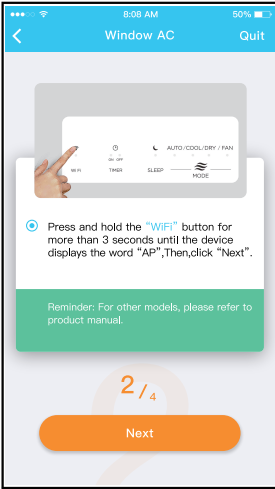 8:08 AM 50%
Window AC Quit
AUTO/COOL/DRY / FAN
ON OFF
WI FI TIMER SLEEP MODE
Press and hold the “WiFi” button for
more than 3 seconds until the device
displays the word “AP”,Then,click “Next”.
Reminder: For other models, please refer to
product manual.
2 / 4
Next